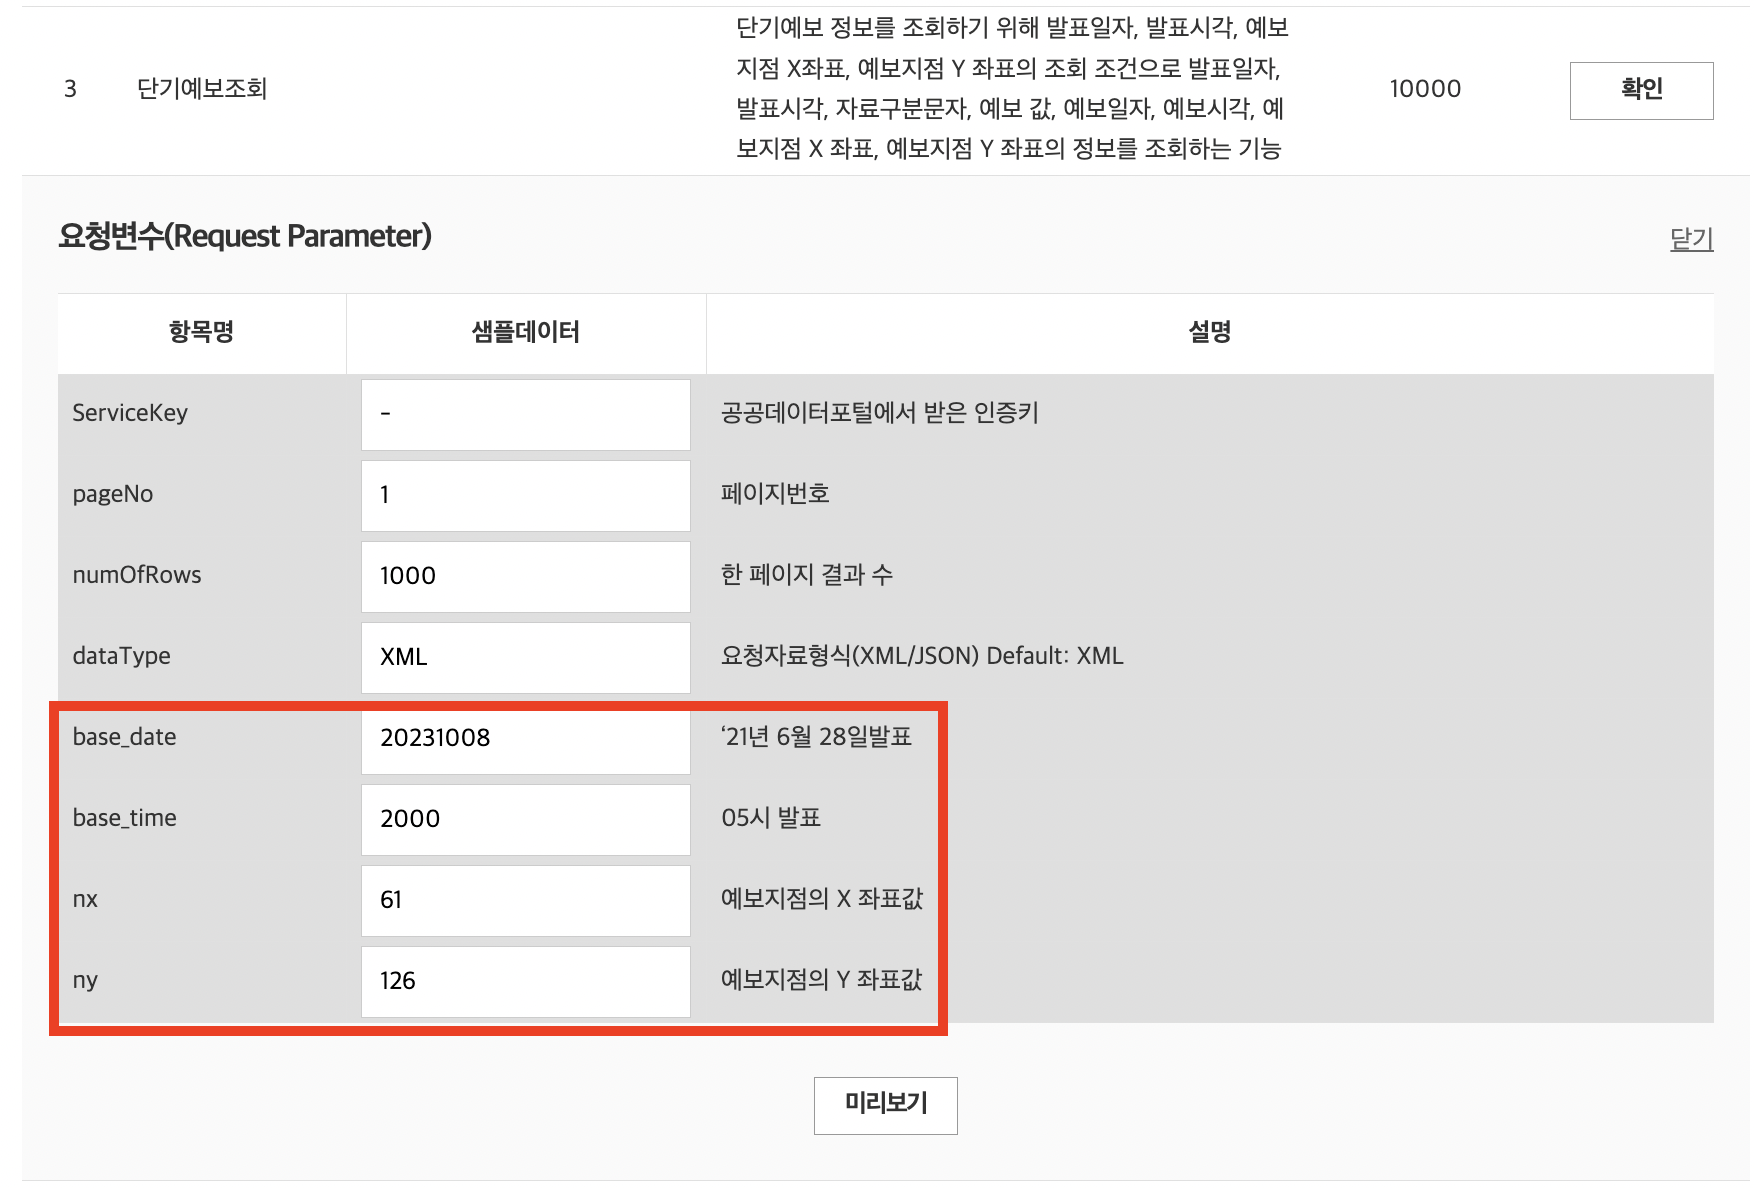 단기예보 정보를 조회하기 위해 발표일자, 발표시각, 예보
지점 X좌표, 예보지점 Y 좌표의 조회 조건으로 발표일자,
3 단기예보조회 10000 확인
발표시각, 자료구분문자, 예보 값, 예보일자, 예보시각, 예
보지점 X 좌표, 예보지점 Y 좌표의 정보를 조회하는 기능
요청변수(Request Parameter) 닫기
항목명 샘플데이터 설명
ServiceKey - 공공데이터포털에서 받은 인증키
pageNo 1 페이지번호
numOfRows 1000 한 페이지 결과 수
dataType XML 요청자료형식(XML/JSON) Default: XML
base_date 20231008 ‘21년 6월 28일발표
base_time 2000 05시 발표
nx 61 예보지점의 X 좌표값
ny 126 예보지점의 Y 좌표값
미리보기